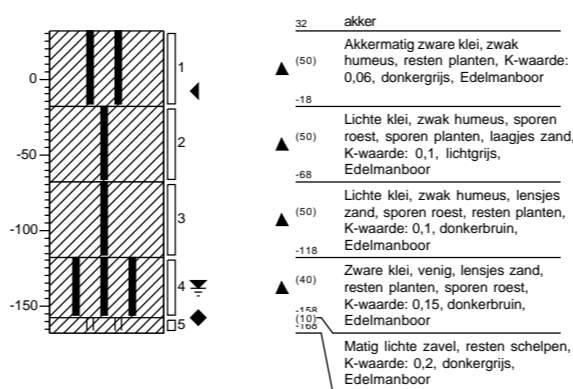 32 akker
Akkermatig zware klei, zwak
(50) humeus, resten planten, K-waarde:
0,06, donkergrijs, Edelmanboor
-18
Lichte klei, zwak humeus, sporen
(50) roest, sporen planten, laagjes zand,
K-waarde: 0,1, lichtgrijs,
-68 Edelmanboor
Lichte klei, zwak humeus, lensjes
(50) zand, sporen roest, resten planten,
K-waarde: 0,1, donkerbruin,
-118 Edelmanboor
Zware klei, venig, lensjes zand,
(40) resten planten, sporen roest,
K-waarde: 0,15, donkerbruin,
-158 Edelmanboor
(10)
-168
Matig lichte zavel, resten schelpen,
K-waarde: 0,2, donkergrijs,
Edelmanboor
0
-50
-100
-150
1
2
3
4
5